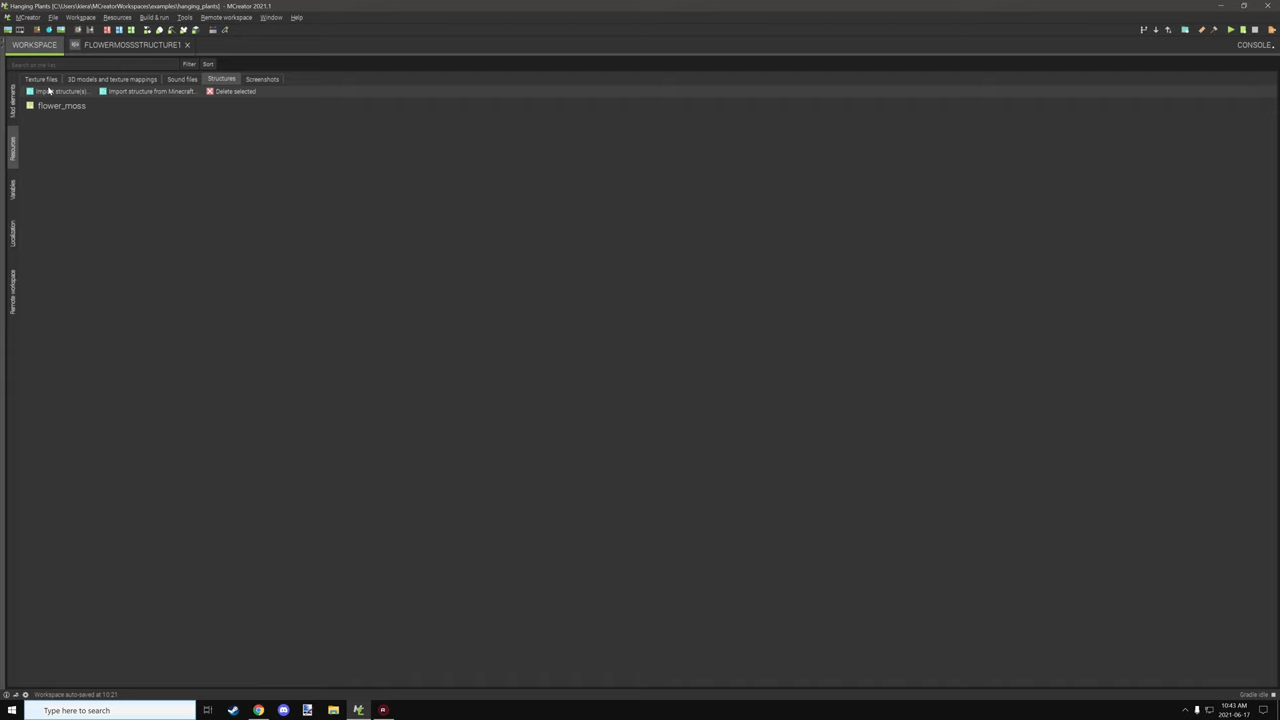 Hanging Plants [C:\Users\kiera\MCreatorWorkspaces\examples\hanging_plants] - MCreator 2021.1
MCreator File Workspace Resources Build & run Tools Remote workspace Window Help
WORKSPACE FLOWERMOSSSTRUCTURE1 CONSOLE
Filter Sort
Texture files 3D models and texture mappings Sound files Structures Screenshots
structure(s)... Import structure from Minecraft... Delete selected
flower_moss
Mod elements
Resources
Variables
Localization
Remote workspace
Workspace auto-saved at 10:21 Gradle idle
Type here to search
10:43 AM
2021-06-17